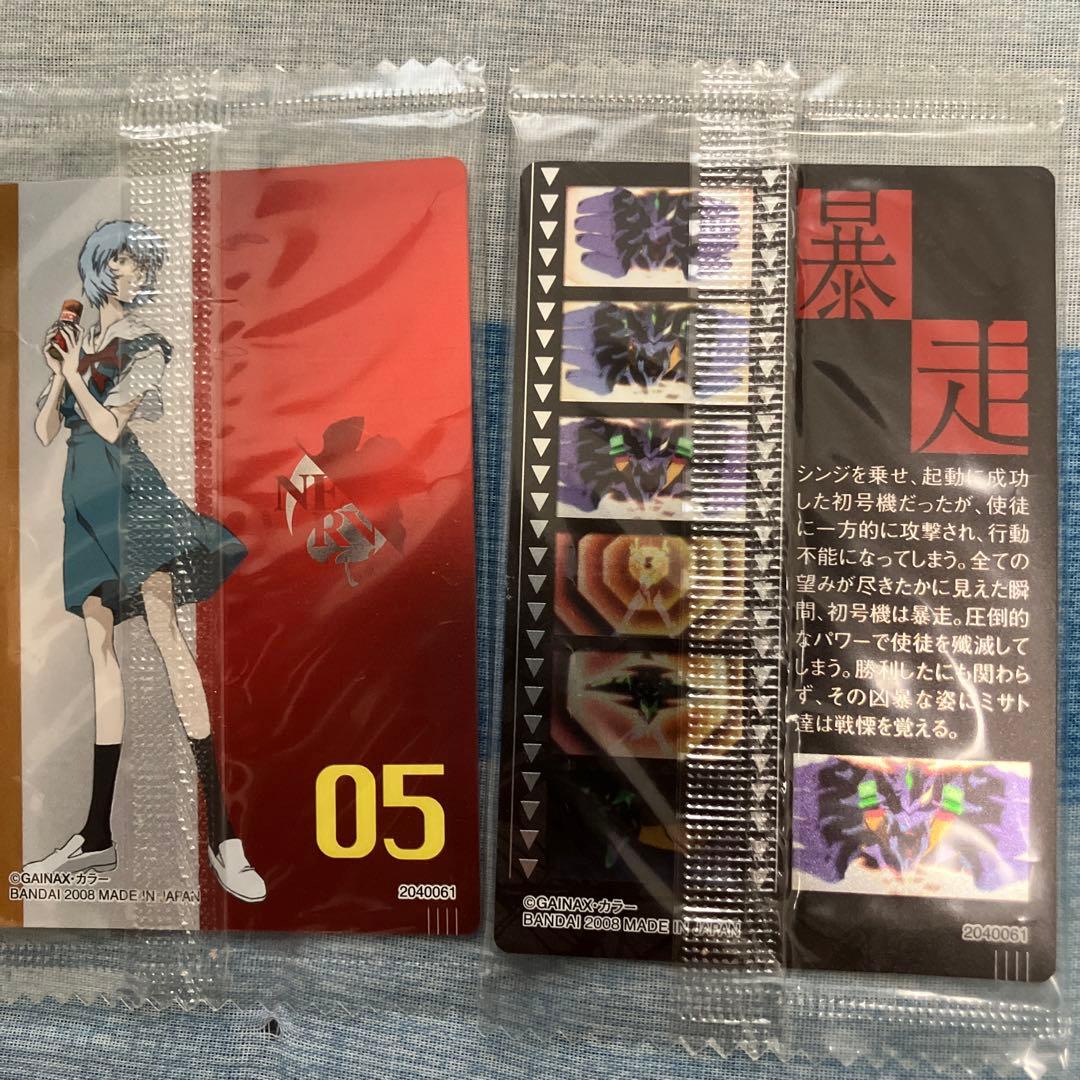 NERV
05
©GAINAX・カラー
BANDAI 2008 MADE IN JAPAN
2040061
暴走
シンジを乗せ、起動に成功
した初号機だったが、使徒
に一方的に攻撃され、行動
不能になってしまう。全ての
望みが尽きたかに見えた瞬
間、初号機は暴走。圧倒的
なパワーで使徒を殲滅して
しまう。勝利したにも関わら
ず、その凶暴な姿にミサト
達は戦慄を覚える。
©GAINAX・カラー
BANDAI 2008 MADE IN JAPAN
2040061